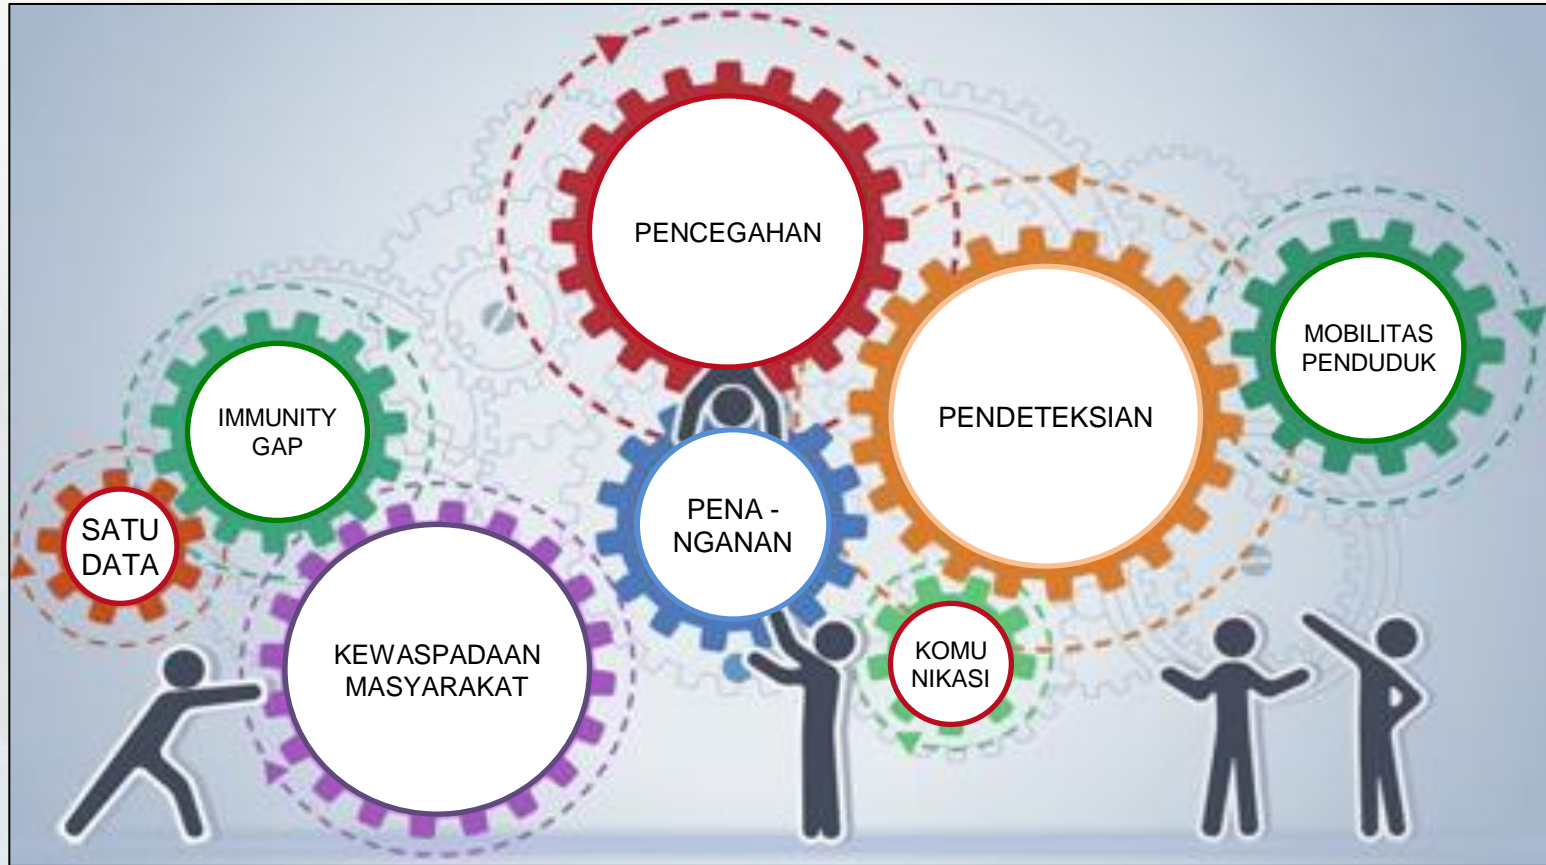 PENCEGAHAN
MOBILITAS
PENDUDUK
PENDETEKSIAN
IMMUNITY
GAP
SATU
DATA
PENA -
NGANAN
KEWASPADAAN
MASYARAKAT
KOMU
NIKASI